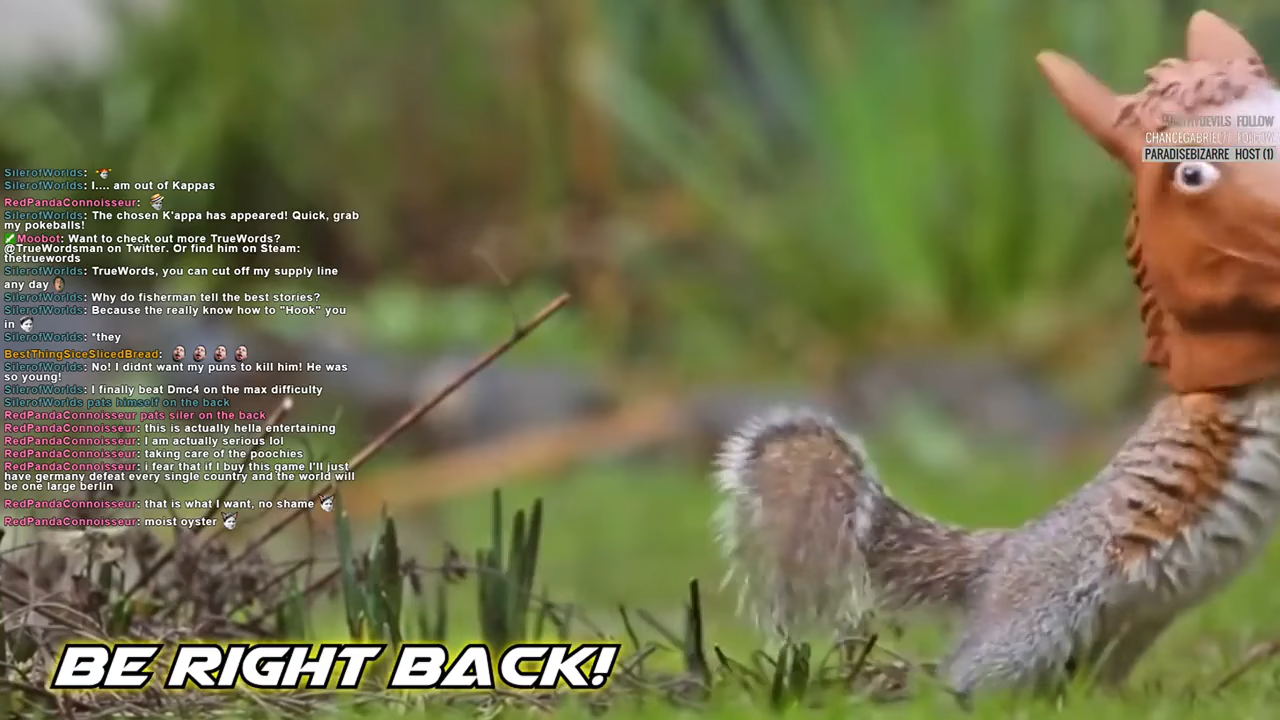 SilerofWorlds:
SilerofWorlds: I.... am out of Kappas
RedPandaConnoisseur:
SilerofWorlds: The chosen K'appa has appeared! Quick, grab
my pokeballs!
Moobot: Want to check out more TrueWords?
@TrueWordsman on Twitter. Or find him on Steam:
thetruewords
SilerofWorlds: TrueWords, you can cut off my supply line
any day
SilerofWorlds: Why do fisherman tell the best stories?
SilerofWorlds: Because the really know how to "Hook" you
in
SilerofWorlds: *they
BestThingSiceSlicedBread:
SilerofWorlds: No! I didnt want my puns to kill him! He was
so young!
SilerofWorlds: I finally beat Dmc4 on the max difficulty
SilerofWorlds pats himself on the back
RedPandaConnoisseur pats siler on the back
RedPandaConnoisseur: this is actually hella entertaining
RedPandaConnoisseur: I am actually serious lol
RedPandaConnoisseur: taking care of the poochies
RedPandaConnoisseur: i fear that if I buy this game I'll just
have germany defeat every single country and the world will
be one large berlin
RedPandaConnoisseur: that is what I want, no shame
RedPandaConnoisseur: moist oyster
FOLLOW
FOLLOW
PARADISEBIZARRE HOST (1)
BE RIGHT BACK!